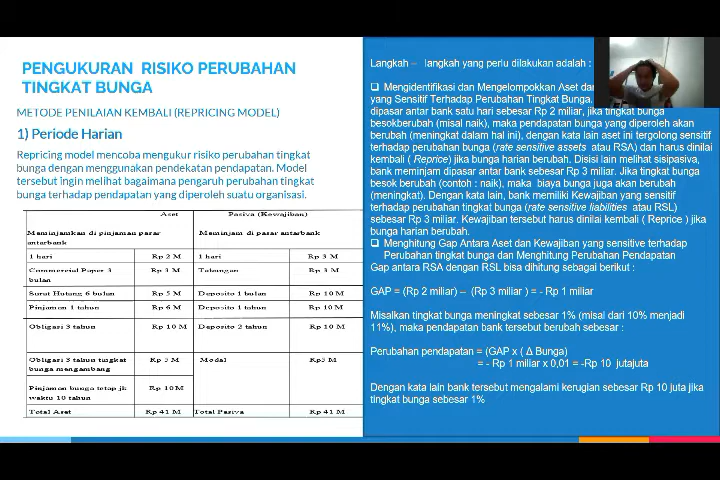 PENGUKURAN RISIKO PERUBAHAN
TINGKAT BUNGA
METODE PENILAIAN KEMBALI (REPRICING MODEL)
1) Periode Harian
Repricing model mencoba mengukur risiko perubahan tingkat
bunga dengan menggunakan pendekatan pendapatan. Model
tersebut ingin melihat bagaimana pengaruh perubahan tingkat
bunga terhadap pendapatan yang diperoleh suatu organisasi.
Aset Pasiva (Kewajiban)
Meminjamkan di pinjaman pasar antarbank Meminjam di pasar antarbank
1 hari Rp 2 M 1 hari Rp 3 M
Commercial Paper 3 bulan Rp 3 M Tabungan Rp 3 M
Surat Hutang 6 bulan Rp 5 M Deposito 1 bulan Rp 10 M
Pinjaman 1 tahun Rp 6 M Deposito 1 tahun Rp 10 M
Obligasi 3 tahun Rp 10 M Deposito 2 tahun Rp 10 M
Obligasi 3 tahun tingkat bunga mengambang Rp 5 M Modal Rp5 M
Pinjaman bunga tetap jk waktu 10 tahun Rp 10M
Total Aset Rp 41 M Total Pasiva Rp 41 M
Langkah – langkah yang perlu dilakukan adalah :
❑ Mengidentifikasi dan Mengelompokkan Aset dan
yang Sensitif Terhadap Perubahan Tingkat Bunga.
dipasar antar bank satu hari sebesar Rp 2 miliar, jika tingkat bunga
besokberubah (misal naik), maka pendapatan bunga yang diperoleh akan
berubah (meningkat dalam hal ini), dengan kata lain aset ini tergolong sensitif
terhadap perubahan bunga (rate sensitive assets atau RSA) dan harus dinilai
kembali ( Reprice) jika bunga harian berubah. Disisi lain melihat sisipasiva,
bank meminjam dipasar antar bank sebesar Rp 3 miliar. Jika tingkat bunga
besok berubah (contoh : naik), maka biaya bunga juga akan berubah
(meningkat). Dengan kata lain, bank memiliki Kewajiban yang sensitif
terhadap perubahan tingkat bunga (rate sensitive liabilities atau RSL)
sebesar Rp 3 miliar. Kewajiban tersebut harus dinilai kembali ( Reprice ) jika
bunga harian berubah.
❑ Menghitung Gap Antara Aset dan Kewajiban yang sensitive terhadap
Perubahan tingkat bunga dan Menghitung Perubahan Pendapatan
Gap antara RSA dengan RSL bisa dihitung sebagai berikut :
GAP = (Rp 2 miliar) – (Rp 3 miliar ) = - Rp 1 miliar
Misalkan tingkat bunga meningkat sebesar 1% (misal dari 10% menjadi
11%), maka pendapatan bank tersebut berubah sebesar :
Perubahan pendapatan = (GAP x ( Δ Bunga)
= - Rp 1 miliar x 0,01 = -Rp 10 jutajuta
Dengan kata lain bank tersebut mengalami kerugian sebesar Rp 10 juta jika
tingkat bunga sebesar 1%